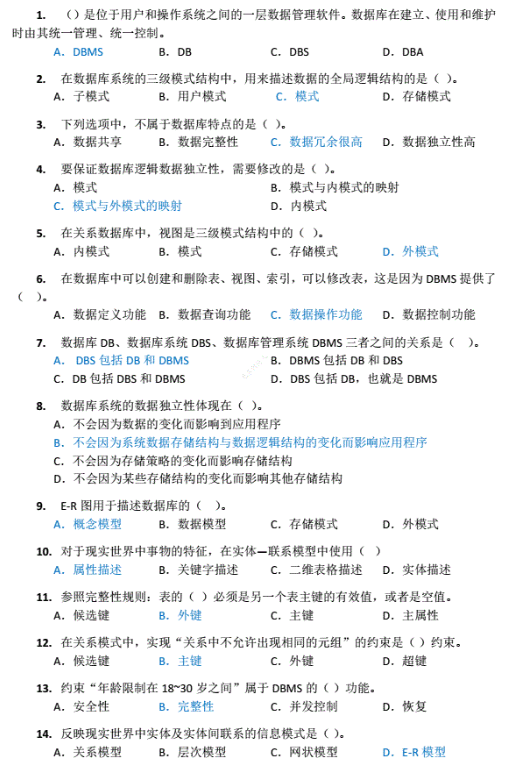 1. （）是位于用户和操作系统之间的一层数据管理软件。数据库在建立、使用和维护
时由其统一管理、统一控制。
A．DBMS B．DB C．DBS D．DBA
2. 在数据库系统的三级模式结构中，用来描述数据的全局逻辑结构的是（ ）。
A．子模式 B．用户模式 C．模式 D．存储模式
3. 下列选项中，不属于数据库特点的是（ ）。
A．数据共享 B．数据完整性 C．数据冗余很高 D．数据独立性高
4. 要保证数据库逻辑数据独立性，需要修改的是（ ）。
A．模式 B．模式与内模式的映射
C．模式与外模式的映射 D．内模式
5. 在关系数据库中，视图是三级模式结构中的（ ）。
A．内模式 B．模式 C．存储模式 D．外模式
6. 在数据库中可以创建和删除表、视图、索引，可以修改表，这是因为 DBMS 提供了
（ ）。
A．数据定义功能 B．数据查询功能 C．数据操作功能 D．数据控制功能
7. 数据库 DB、数据库系统 DBS、数据库管理系统 DBMS 三者之间的关系是（ ）。
A． DBS 包括 DB 和 DBMS B．DBMS 包括 DB 和 DBS
C．DB 包括 DBS 和 DBMS D．DBS 包括 DB，也就是 DBMS
8. 数据库系统的数据独立性体现在（ ）。
A．不会因为数据的变化而影响到应用程序
B．不会因为系统数据存储结构与数据逻辑结构的变化而影响应用程序
C．不会因为存储策略的变化而影响存储结构
D．不会因为某些存储结构的变化而影响其他存储结构
9. E-R 图用于描述数据库的（ ）。
A．概念模型 B．数据模型 C．存储模式 D．外模式
10. 对于现实世界中事物的特征，在实体—联系模型中使用（ ）
A．属性描述 B．关键字描述 C．二维表格描述 D．实体描述
11. 参照完整性规则：表的（ ）必须是另一个表主键的有效值，或者是空值。
A．候选键 B．外键 C．主键 D．主属性
12. 在关系模式中，实现“关系中不允许出现相同的元组”的约束是（ ）约束。
A．候选键 B．主键 C．外键 D．超键
13. 约束“年龄限制在 18~30 岁之间”属于 DBMS 的（ ）功能。
A．安全性 B．完整性 C．并发控制 D．恢复
14. 反映现实世界中实体及实体间联系的信息模式是（ ）。
A．关系模型 B．层次模型 C．网状模型 D．E-R 模型